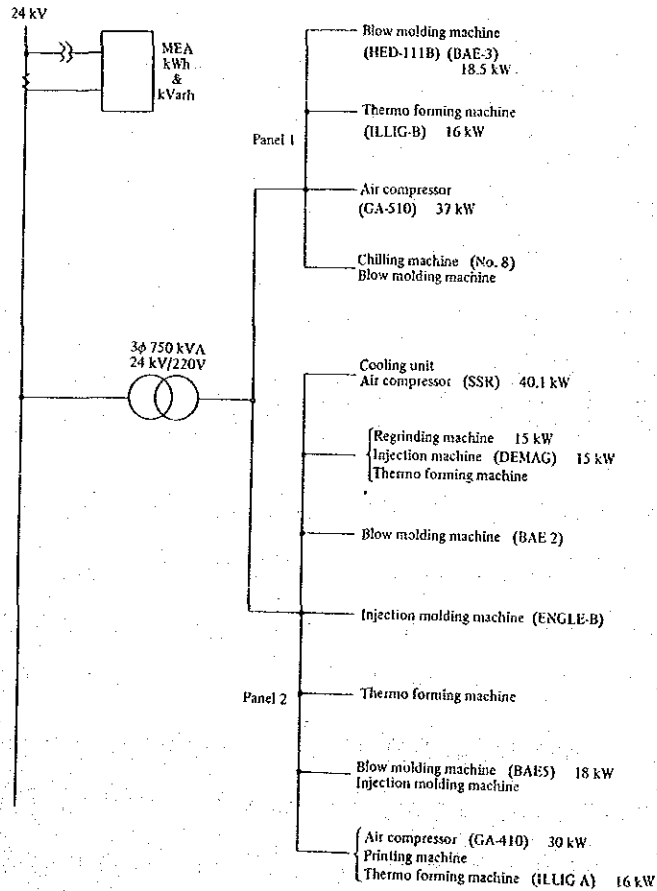 24 kV
MEA
kWh
&
kVarh
Blow molding machine
(HED-111B) (BAE-3)
18.5 kW
Thermo forming machine
(ILLIG-B) 16 kW
Panel 1
Air compressor
(GA-510) 37 kW
Chilling machine (No. 8)
Blow molding machine
3ϕ 750 kVA
24 kV/220V
Cooling unit
Air compressor (SSR) 40.1 kW
Regrinding machine 15 kW
Injection machine (DEMAG) 15 kW
Thermo forming machine
Blow molding machine (BAE 2)
Injection molding machine (ENGLE-B)
Panel 2
Thermo forming machine
Blow molding machine (BAE5) 18 kW
Injection molding machine
Air compressor (GA-410) 30 kW
Printing machine
Thermo forming machine (iLLIG A) 16 kW